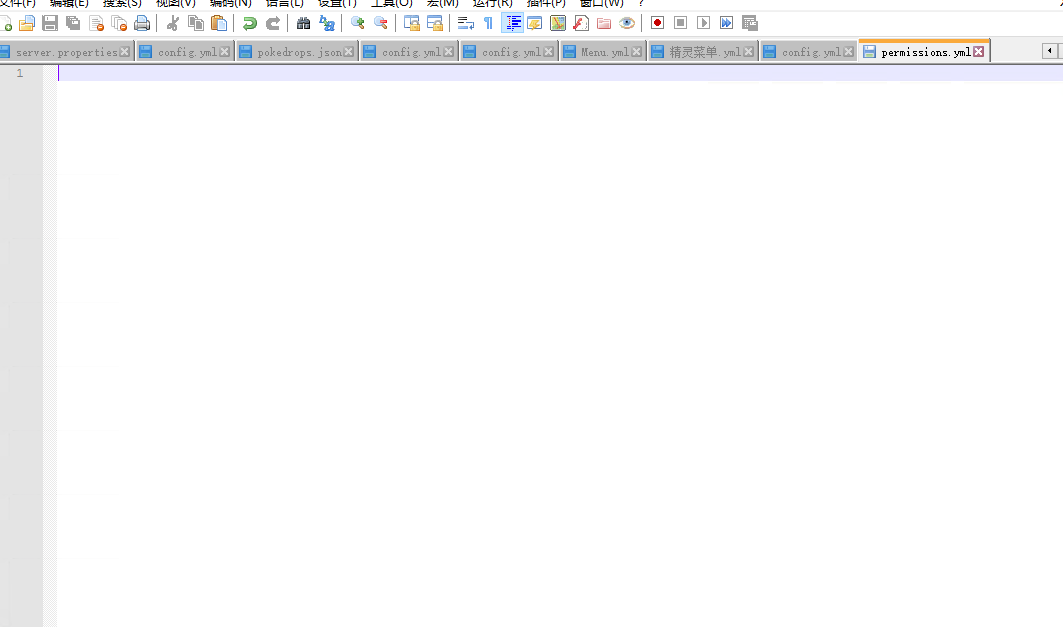 文件(F) 编辑(E) 搜索(S) 视图(V) 编码(N) 语言(L) 设置(T) 工具(O) 宏(M) 运行(R) 插件(P) 窗口(W) ?
server.properties config.yml pokedrops.json config.yml config.yml Menu.yml 精灵菜单.yml config.yml permissions.yml
1